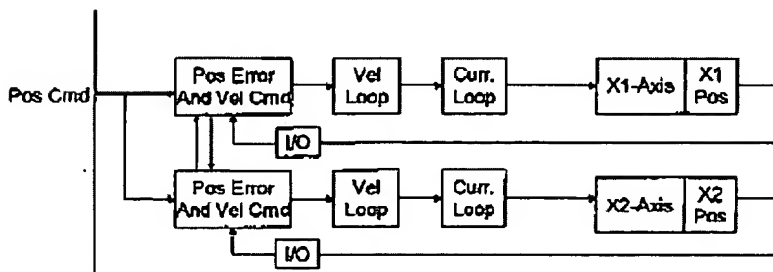 Pos Cmd
Pos Error
And Vel Cmd
Vel
Loop
Curr.
Loop
X1-Axis
X1
Pos
I/O
Pos Error
And Vel Cmd
Vel
Loop
Curr.
Loop
X2-Axis
X2
Pos
I/O